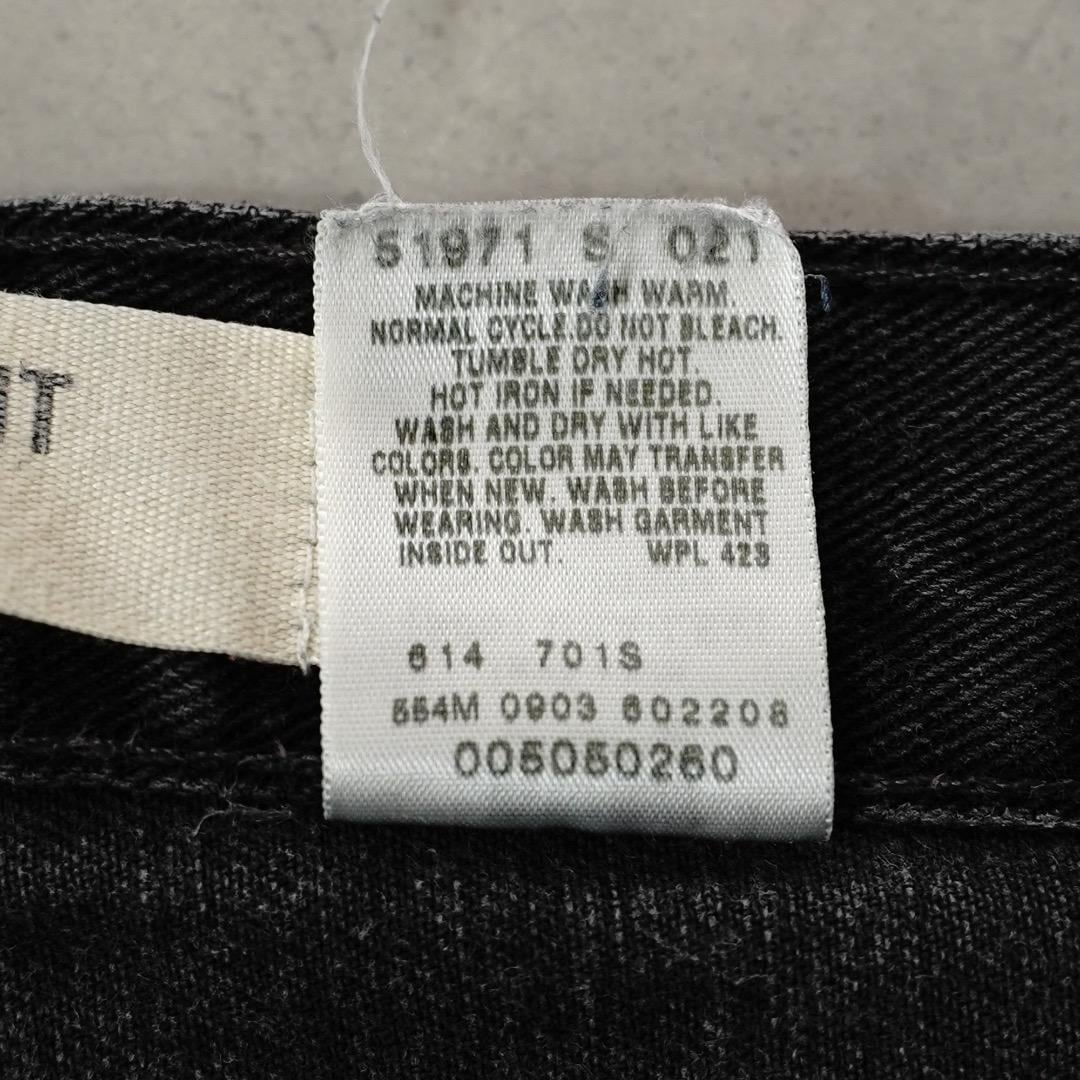 51971 S 021
MACHINE WASH WARM.
NORMAL CYCLE.DO NOT BLEACH.
TUMBLE DRY HOT.
HOT IRON IF NEEDED.
WASH AND DRY WITH LIKE
COLORS. COLOR MAY TRANSFER
WHEN NEW. WASH BEFORE
WEARING. WASH GARMENT
INSIDE OUT. WPL 423
614 701S
554M 0903 602208
005050260